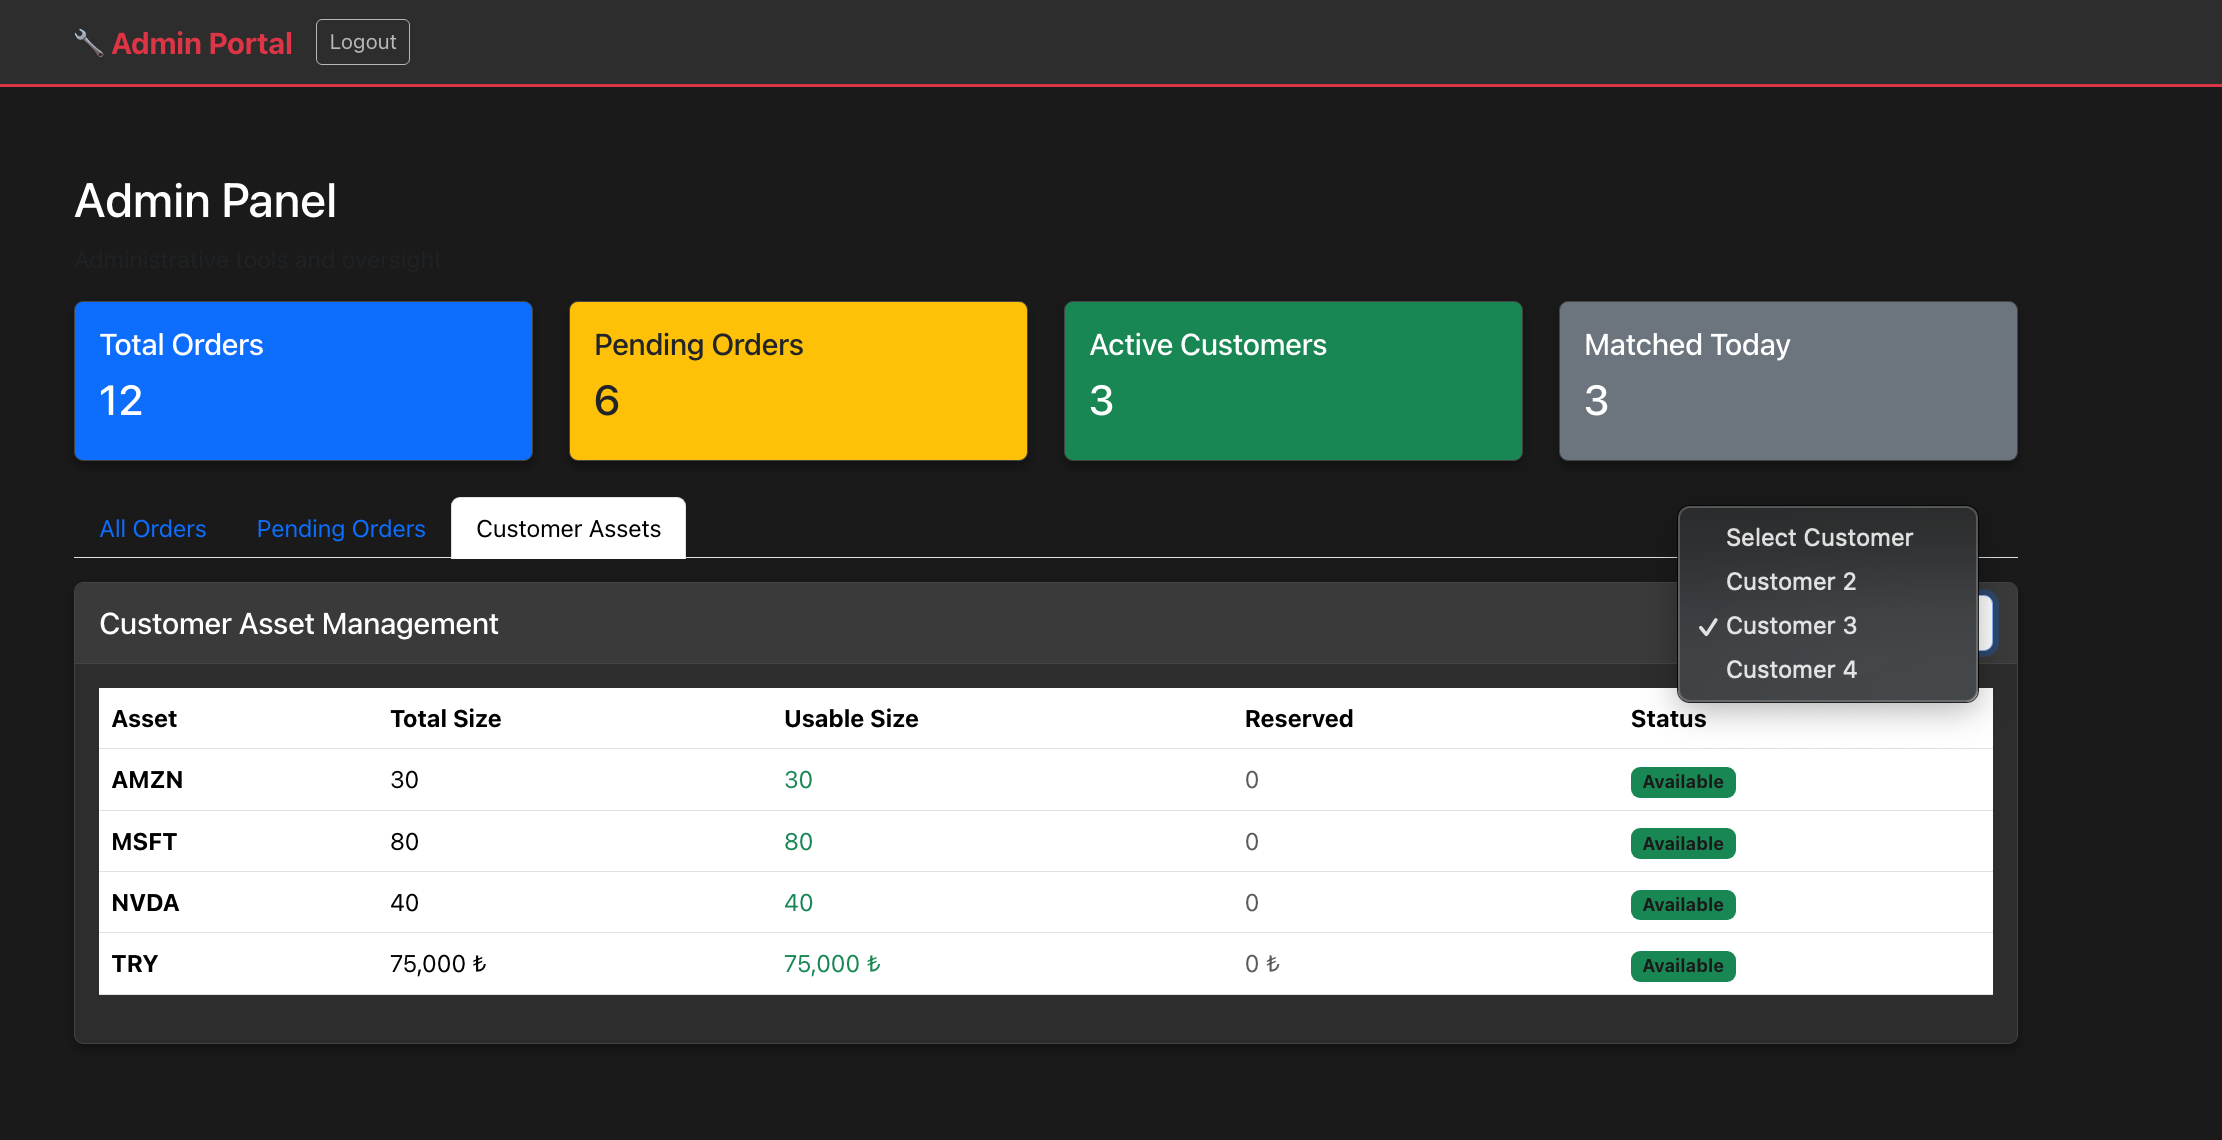 Admin Portal
Logout
Admin Panel
Administrative tools and oversight
Total Orders
12
Pending Orders
6
Active Customers
3
Matched Today
3
All Orders
Pending Orders
Customer Assets
Select Customer
Customer 2
✓ Customer 3
Customer 4
Customer Asset Management
Asset Total Size Usable Size Reserved Status
AMZN 30 30 0 Available
MSFT 80 80 0 Available
NVDA 40 40 0 Available
TRY 75,000 ₺ 75,000 ₺ 0 ₺ Available